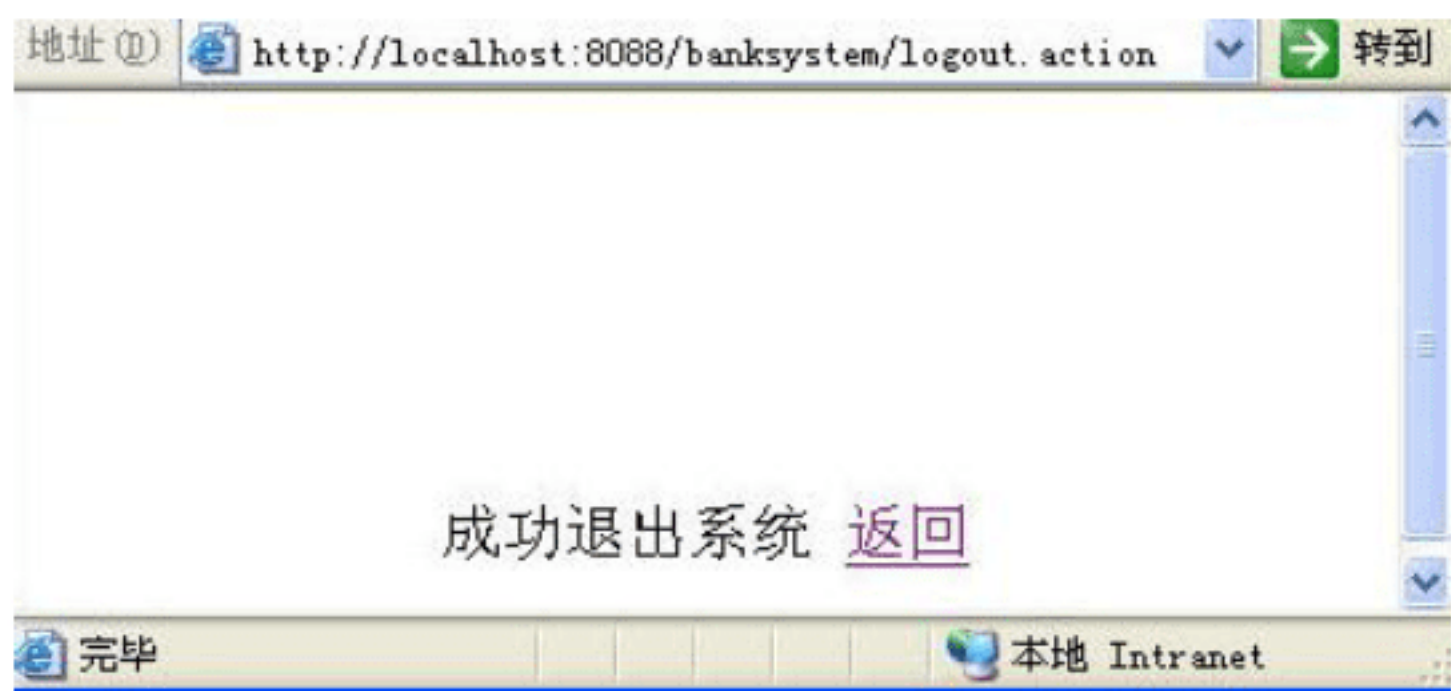 地址(D) http://localhost:8088/banksystem/logout.action 转到
成功退出系统 返回
完毕 本地 Intranet